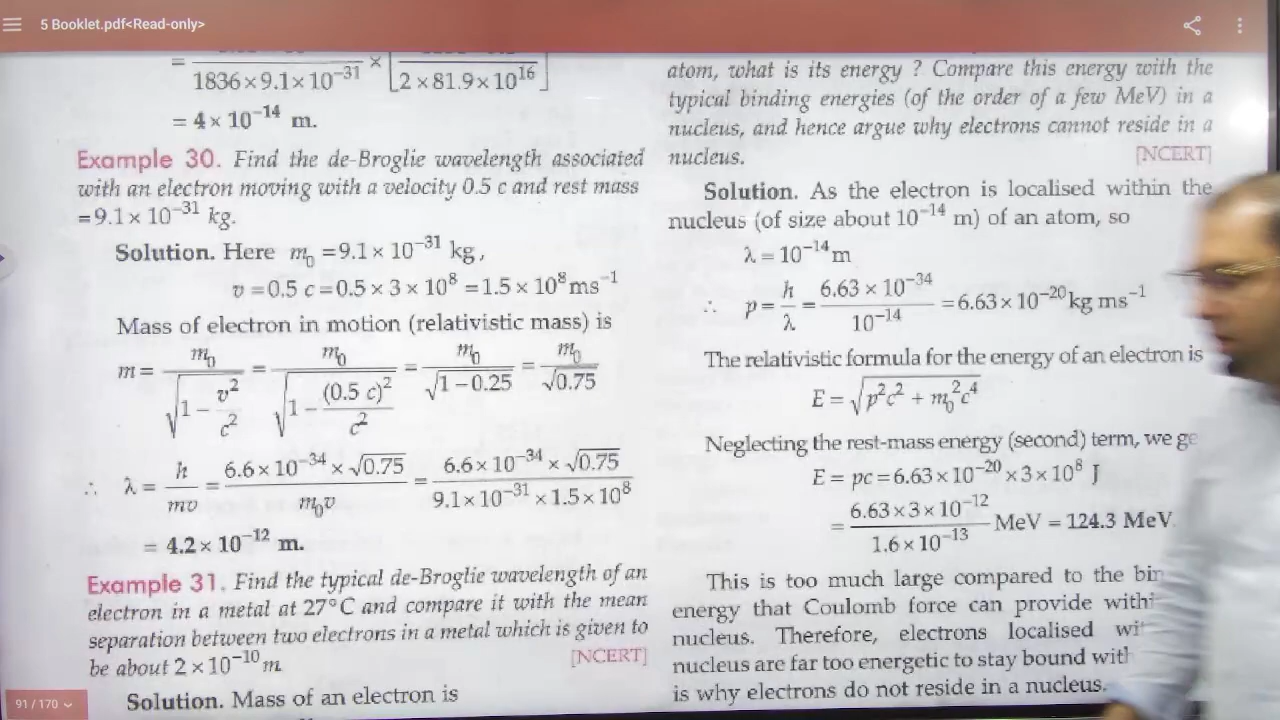 5 Booklet.pdf<Read-only>
= / 1836 × 9.1 × 10⁻³¹ × [ / 2 × 81.9 × 10¹⁶ ]
= 4 × 10⁻¹⁴ m.
Example 30. Find the de-Broglie wavelength associated
with an electron moving with a velocity 0.5 c and rest mass
= 9.1 × 10⁻³¹ kg.
Solution. Here m₀ = 9.1 × 10⁻³¹ kg,
v = 0.5 c = 0.5 × 3 × 10⁸ = 1.5 × 10⁸ ms⁻¹
Mass of electron in motion (relativistic mass) is
m = m₀ / √(1 − v²/c²) = m₀ / √(1 − (0.5 c)²/c²) = m₀ / √(1 − 0.25) = m₀ / √0.75
∴ λ = h / mv = 6.6 × 10⁻³⁴ × √0.75 / m₀v = 6.6 × 10⁻³⁴ × √0.75 / 9.1 × 10⁻³¹ × 1.5 × 10⁸
= 4.2 × 10⁻¹² m.
Example 31. Find the typical de-Broglie wavelength of an
electron in a metal at 27°C and compare it with the mean
separation between two electrons in a metal which is given to
be about 2 × 10⁻¹⁰ m
[NCERT]
Solution. Mass of an electron is
atom, what is its energy ? Compare this energy with the
typical binding energies (of the order of a few MeV) in a
nucleus, and hence argue why electrons cannot reside in a
nucleus. [NCERT]
Solution. As the electron is localised within the
nucleus (of size about 10⁻¹⁴ m) of an atom, so
λ = 10⁻¹⁴ m
∴ p = h / λ = 6.63 × 10⁻³⁴ / 10⁻¹⁴ = 6.63 × 10⁻²⁰ kg ms⁻¹
The relativistic formula for the energy of an electron is
E = √(p²c² + m₀²c⁴)
Neglecting the rest-mass energy (second) term, we
E = pc = 6.63 × 10⁻²⁰ × 3 × 10⁸ J
= 6.63 × 3 × 10⁻¹² / 1.6 × 10⁻¹³ MeV = 124.3 MeV
This is too much large compared to the
energy that Coulomb force can provide
nucleus. Therefore, electrons localised
nucleus are far too energetic to stay bound
is why electrons do not reside in a nucleus.
91 / 170